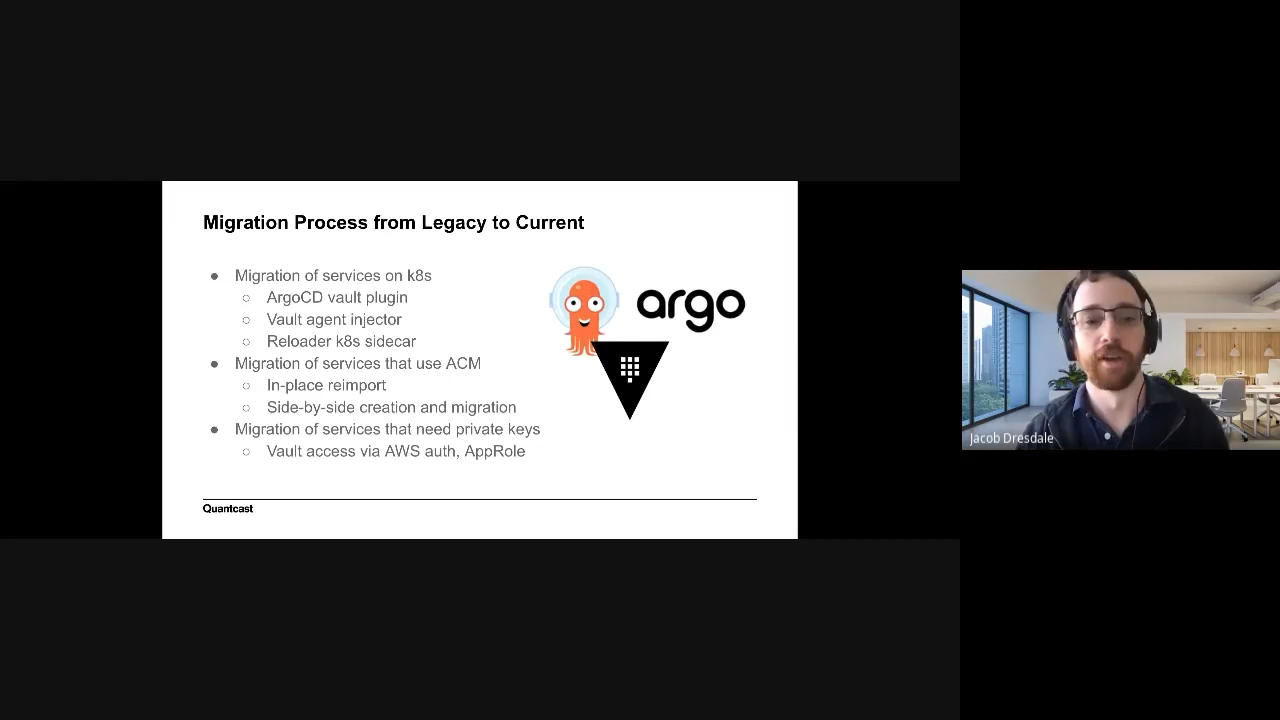 Migration Process from Legacy to Current
● Migration of services on k8s
○ ArgoCD vault plugin
○ Vault agent injector
○ Reloader k8s sidecar
● Migration of services that use ACM
○ In-place reimport
○ Side-by-side creation and migration
● Migration of services that need private keys
○ Vault access via AWS auth, AppRole
argo
Quantcast
Jacob Dresdale